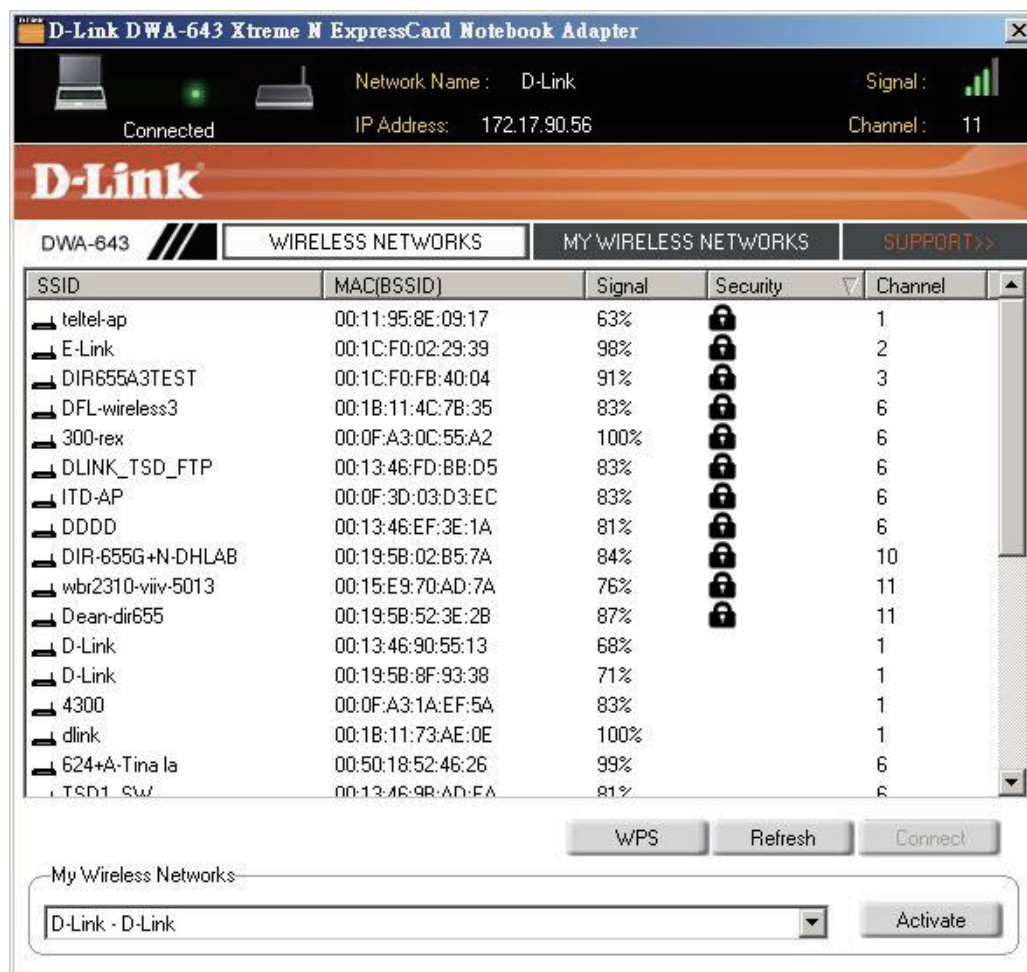 D-Link DWA-643 Xtreme N ExpressCard Notebook Adapter
Network Name : D-Link Signal :
Connected IP Address: 172.17.90.56 Channel : 11
D-Link
DWA-643 WIRELESS NETWORKS MY WIRELESS NETWORKS SUPPORT>>
SSID MAC(BSSID) Signal Security Channel
teltel-ap 00:11:95:8E:09:17 63% 1
E-Link 00:1C:F0:02:29:39 98% 2
DIR655A3TEST 00:1C:F0:FB:40:04 91% 3
DFL-wireless3 00:1B:11:4C:7B:35 83% 6
300-rex 00:0F:A3:0C:55:A2 100% 6
DLINK_TSD_FTP 00:13:46:FD:BB:D5 83% 6
ITD-AP 00:0F:3D:03:D3:EC 83% 6
DDDD 00:13:46:EF:3E:1A 81% 6
DIR-655G+N-DHLAB 00:19:5B:02:B5:7A 84% 10
wbr2310-viiv-5013 00:15:E9:70:AD:7A 76% 11
Dean-dir655 00:19:5B:52:3E:2B 87% 11
D-Link 00:13:46:90:55:13 68% 1
D-Link 00:19:5B:8F:93:38 71% 1
4300 00:0F:A3:1A:EF:5A 83% 1
dlink 00:1B:11:73:AE:0E 100% 1
624+A-Tina la 00:50:18:52:46:26 99% 6
TSD1_SW 00:13:46:9B:AD:EA 81% 6
WPS Refresh Connect
My Wireless Networks
D-Link - D-Link Activate